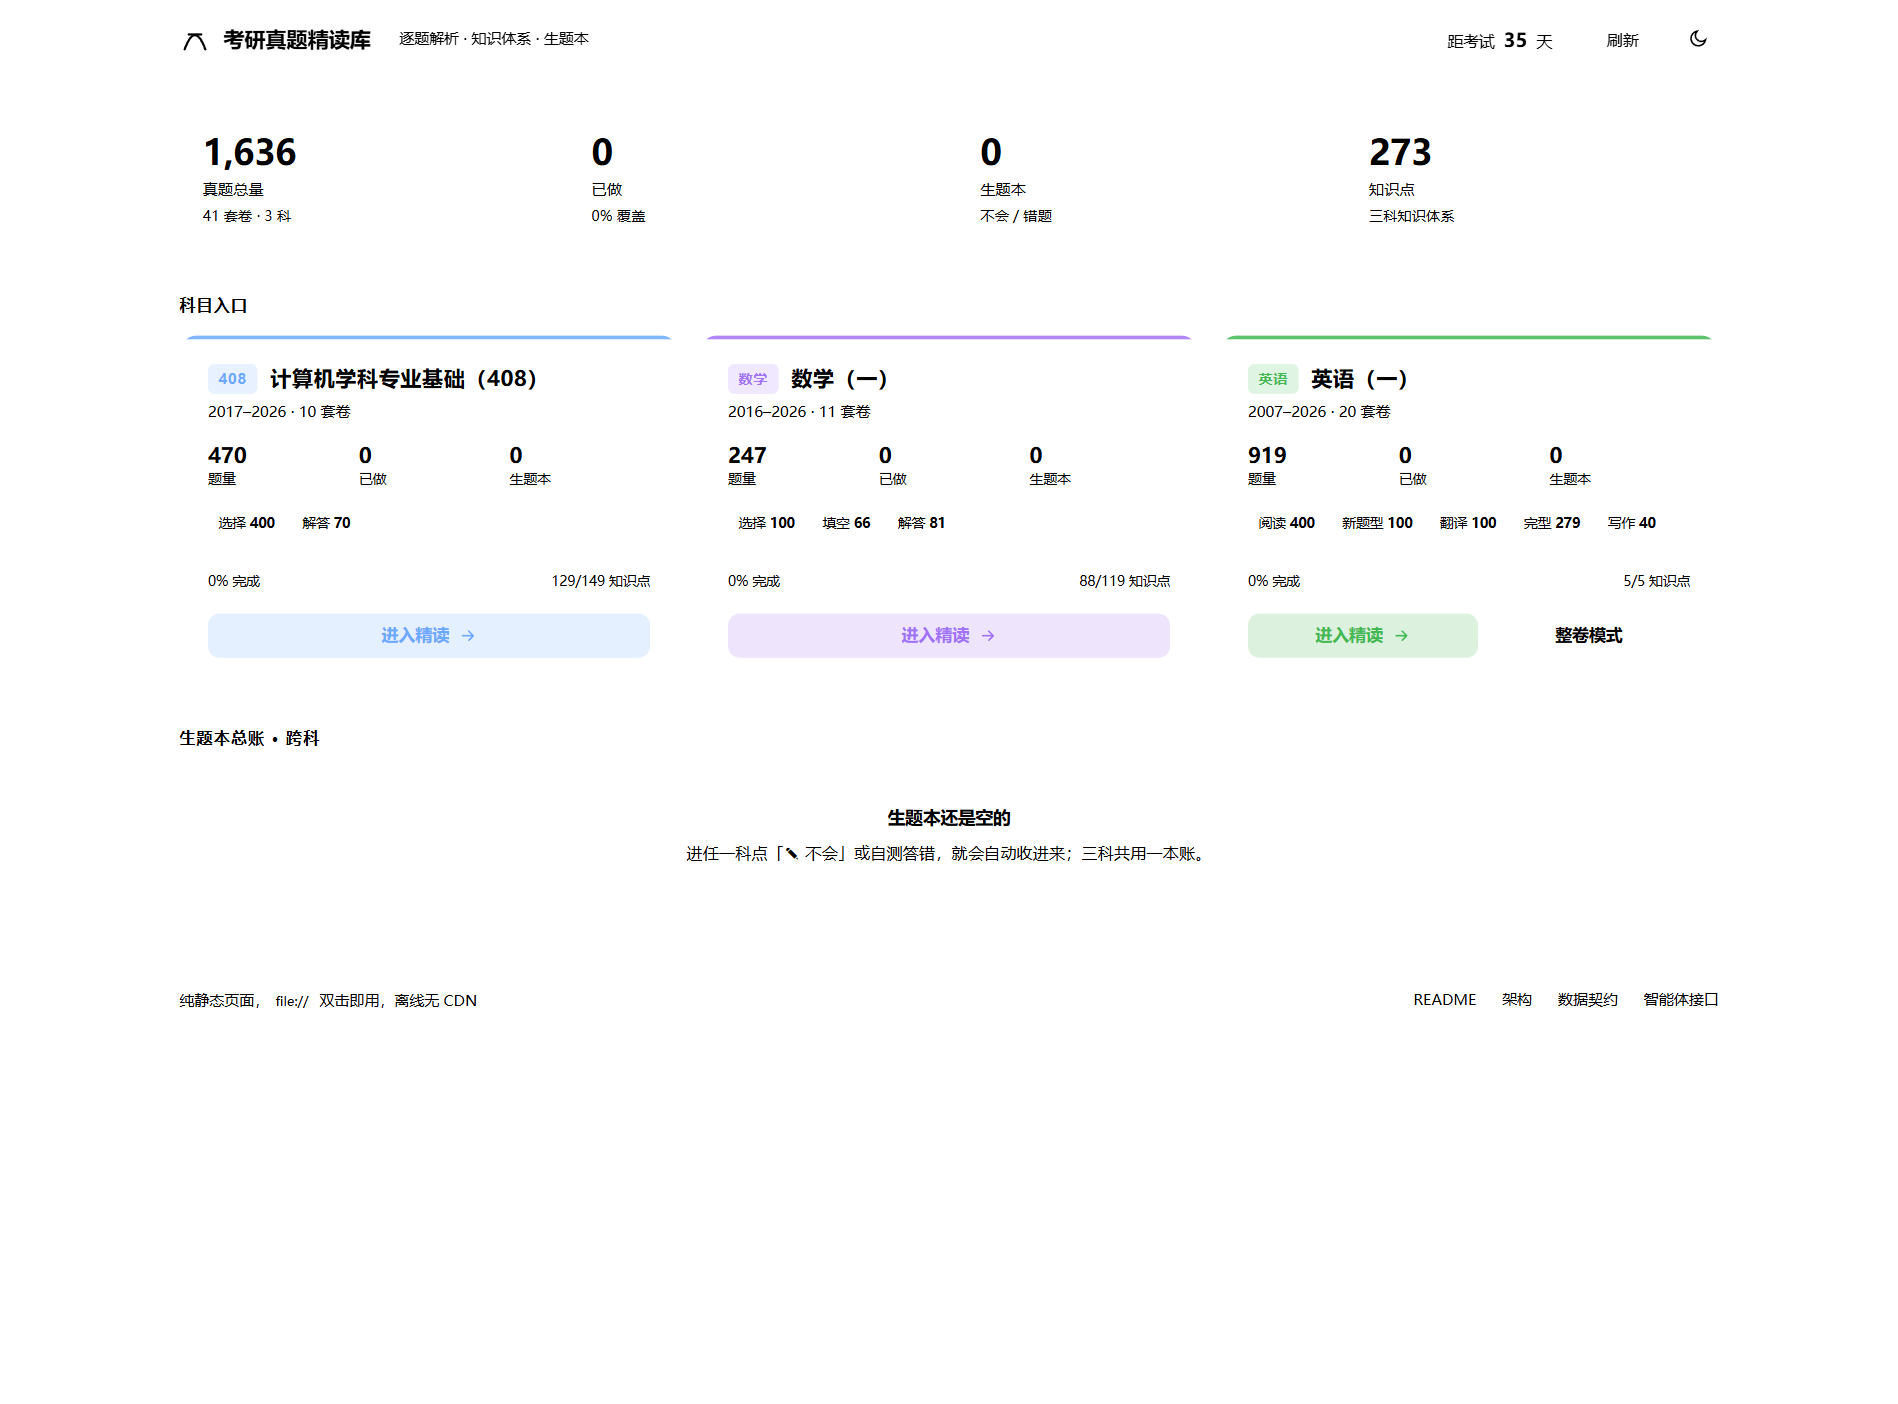 考研真题精读库 逐题解析 · 知识体系 · 生题本 距考试 35 天 刷新
1,636 0 0 273
真题总量 已做 生题本 知识点
41 套卷 · 3 科 0% 覆盖 不会 / 错题 三科知识体系
科目入口
408 计算机学科专业基础（408）
2017–2026 · 10 套卷
470 0 0
题量 已做 生题本
选择 400 解答 70
0% 完成 129/149 知识点
进入精读 →
数学 数学（一）
2016–2026 · 11 套卷
247 0 0
题量 已做 生题本
选择 100 填空 66 解答 81
0% 完成 88/119 知识点
进入精读 →
英语 英语（一）
2007–2026 · 20 套卷
919 0 0
题量 已做 生题本
阅读 400 新题型 100 翻译 100 完型 279 写作 40
0% 完成 5/5 知识点
进入精读 → 整卷模式
生题本总账 • 跨科
生题本还是空的
进任一科点「✎ 不会」或自测答错，就会自动收进来；三科共用一本账。
纯静态页面， file:// 双击即用，离线无 CDN README 架构 数据契约 智能体接口